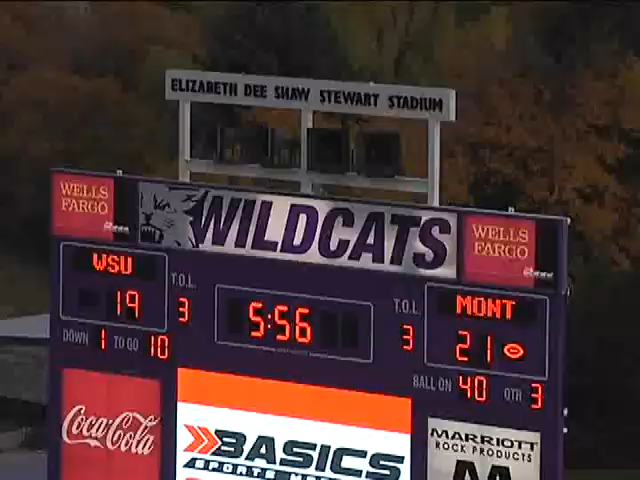 ELIZABETH DEE SHAW STEWART STADIUM
WELLS FARGO
WILDCATS
WELLS FARGO
WSU
19
T.O.L.
3
5:56
T.O.L.
3
MONT
21
DOWN 1 TO GO 10
BALL ON 40 QTR 3
Coca-Cola
BASICS
SPORTS
MARRIOTT
ROCK PRODUCTS